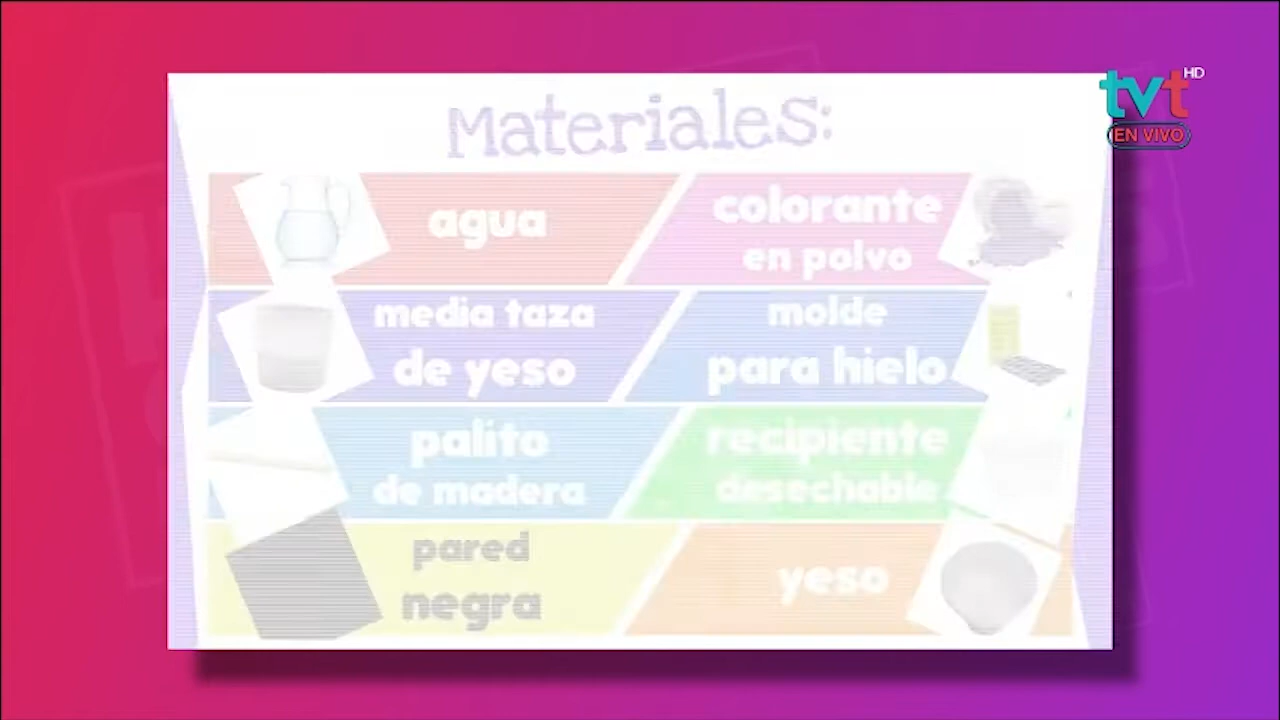 tvt HD
EN VIVO
Materiales:
agua
colorante
en polvo
media taza
de yeso
molde
para hielo
palito
de madera
recipiente
desechable
pared
negra
yeso